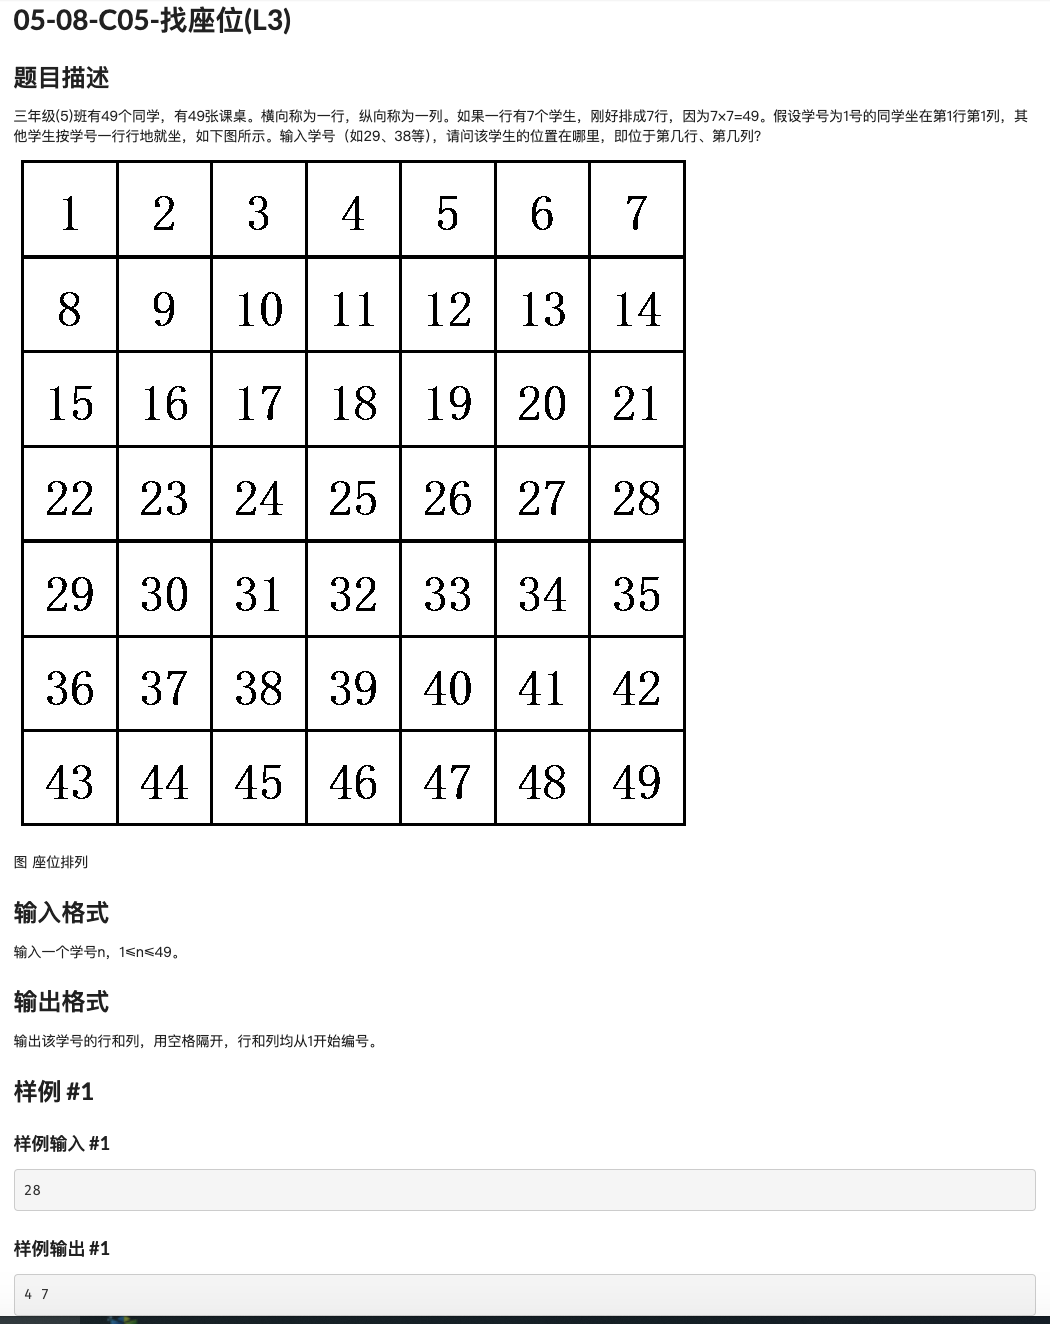 05-08-C05-找座位(L3)
题目描述
三年级(5)班有49个同学，有49张课桌。横向称为一行，纵向称为一列。如果一行有7个学生，刚好排成7行，因为7×7=49。假设学号为1号的同学坐在第1行第1列，其
他学生按学号一行行地就坐，如下图所示。输入学号（如29、38等），请问该学生的位置在哪里，即位于第几行、第几列?
1 2 3 4 5 6 7
8 9 10 11 12 13 14
15 16 17 18 19 20 21
22 23 24 25 26 27 28
29 30 31 32 33 34 35
36 37 38 39 40 41 42
43 44 45 46 47 48 49
图 座位排列
输入格式
输入一个学号n，1≤n≤49。
输出格式
输出该学号的行和列，用空格隔开，行和列均从1开始编号。
样例 #1
样例输入 #1
28
样例输出 #1
4 7